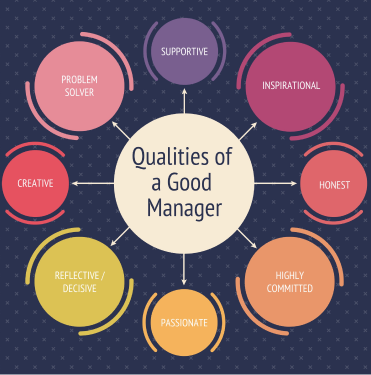 SUPPORTIVE
PROBLEM
SOLVER
INSPIRATIONAL
Qualities of
a Good
Manager
CREATIVE
HONEST
REFLECTIVE /
DECISIVE
HIGHLY
COMMITTED
PASSIONATE